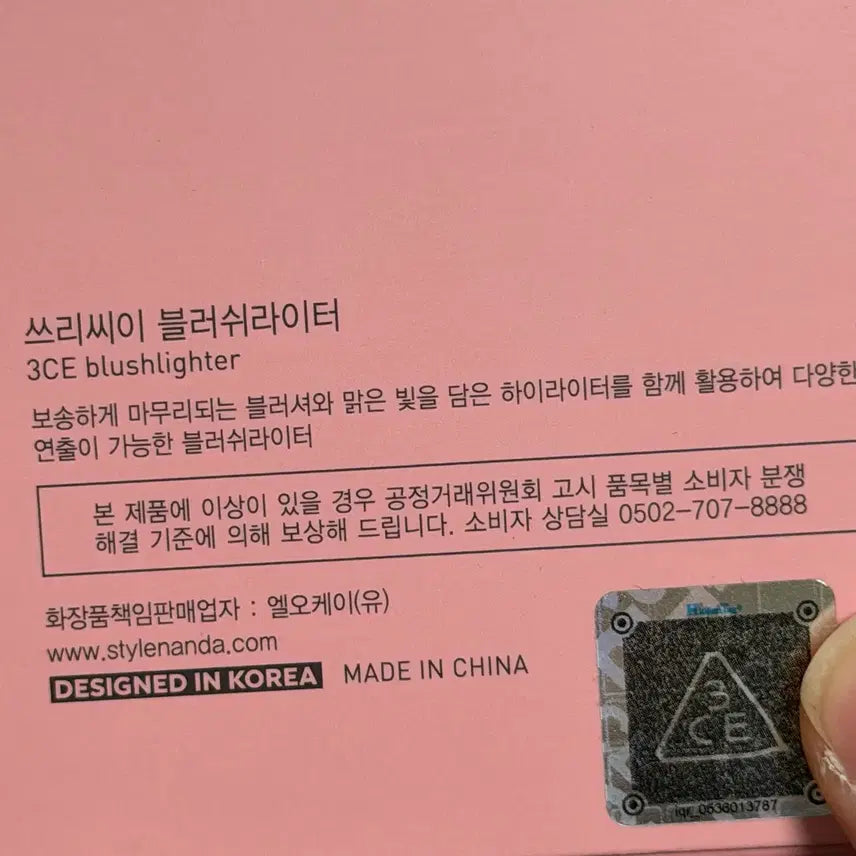 쓰리씨이 블러쉬라이터
3CE blushlighter
보송하게 마무리되는 블러셔와 맑은 빛을 담은 하이라이터를 함께 활용하여 다양한
연출이 가능한 블러쉬라이터
본 제품에 이상이 있을 경우 공정거래위원회 고시 품목별 소비자 분쟁
해결 기준에 의해 보상해 드립니다. 소비자 상담실 0502-707-8888
화장품책임판매업자 : 엘오케이(유)
www.stylenanda.com
DESIGNED IN KOREA MADE IN CHINA
3
CE
iqr_0636013787